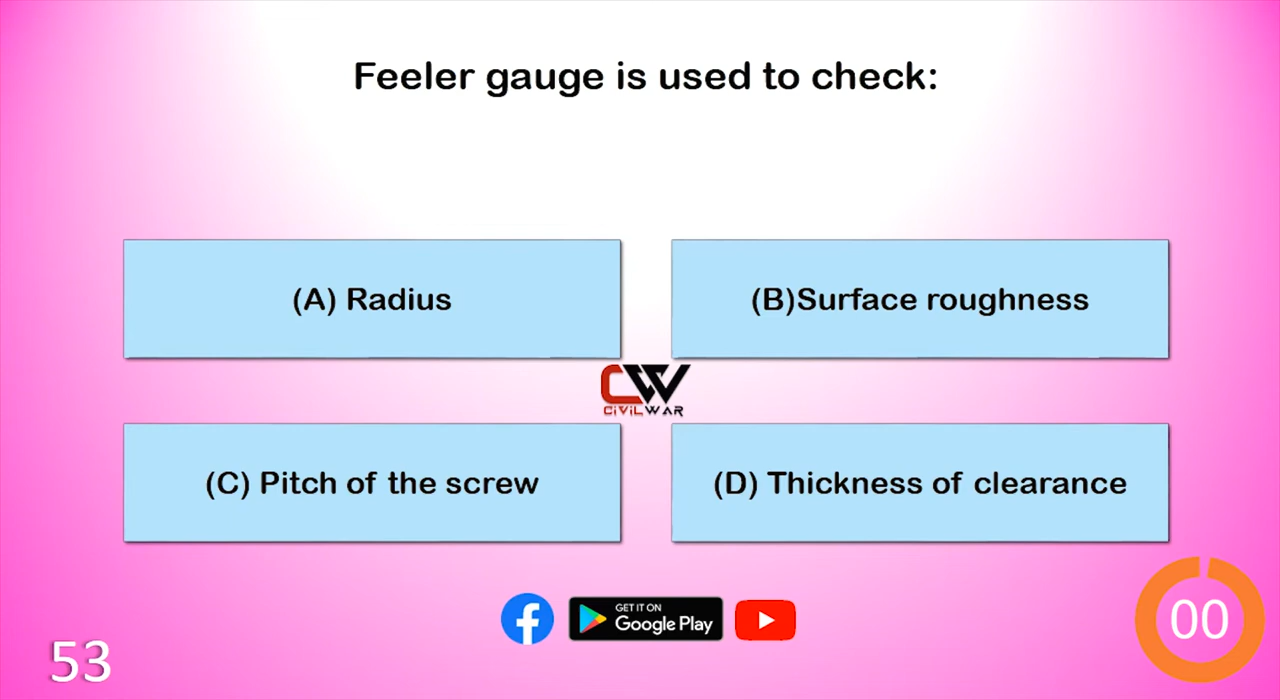 Feeler gauge is used to check:
(A) Radius
(B)Surface roughness
CW
CiViLWAR
(C) Pitch of the screw
(D) Thickness of clearance
GET IT ON
Google Play
00
53